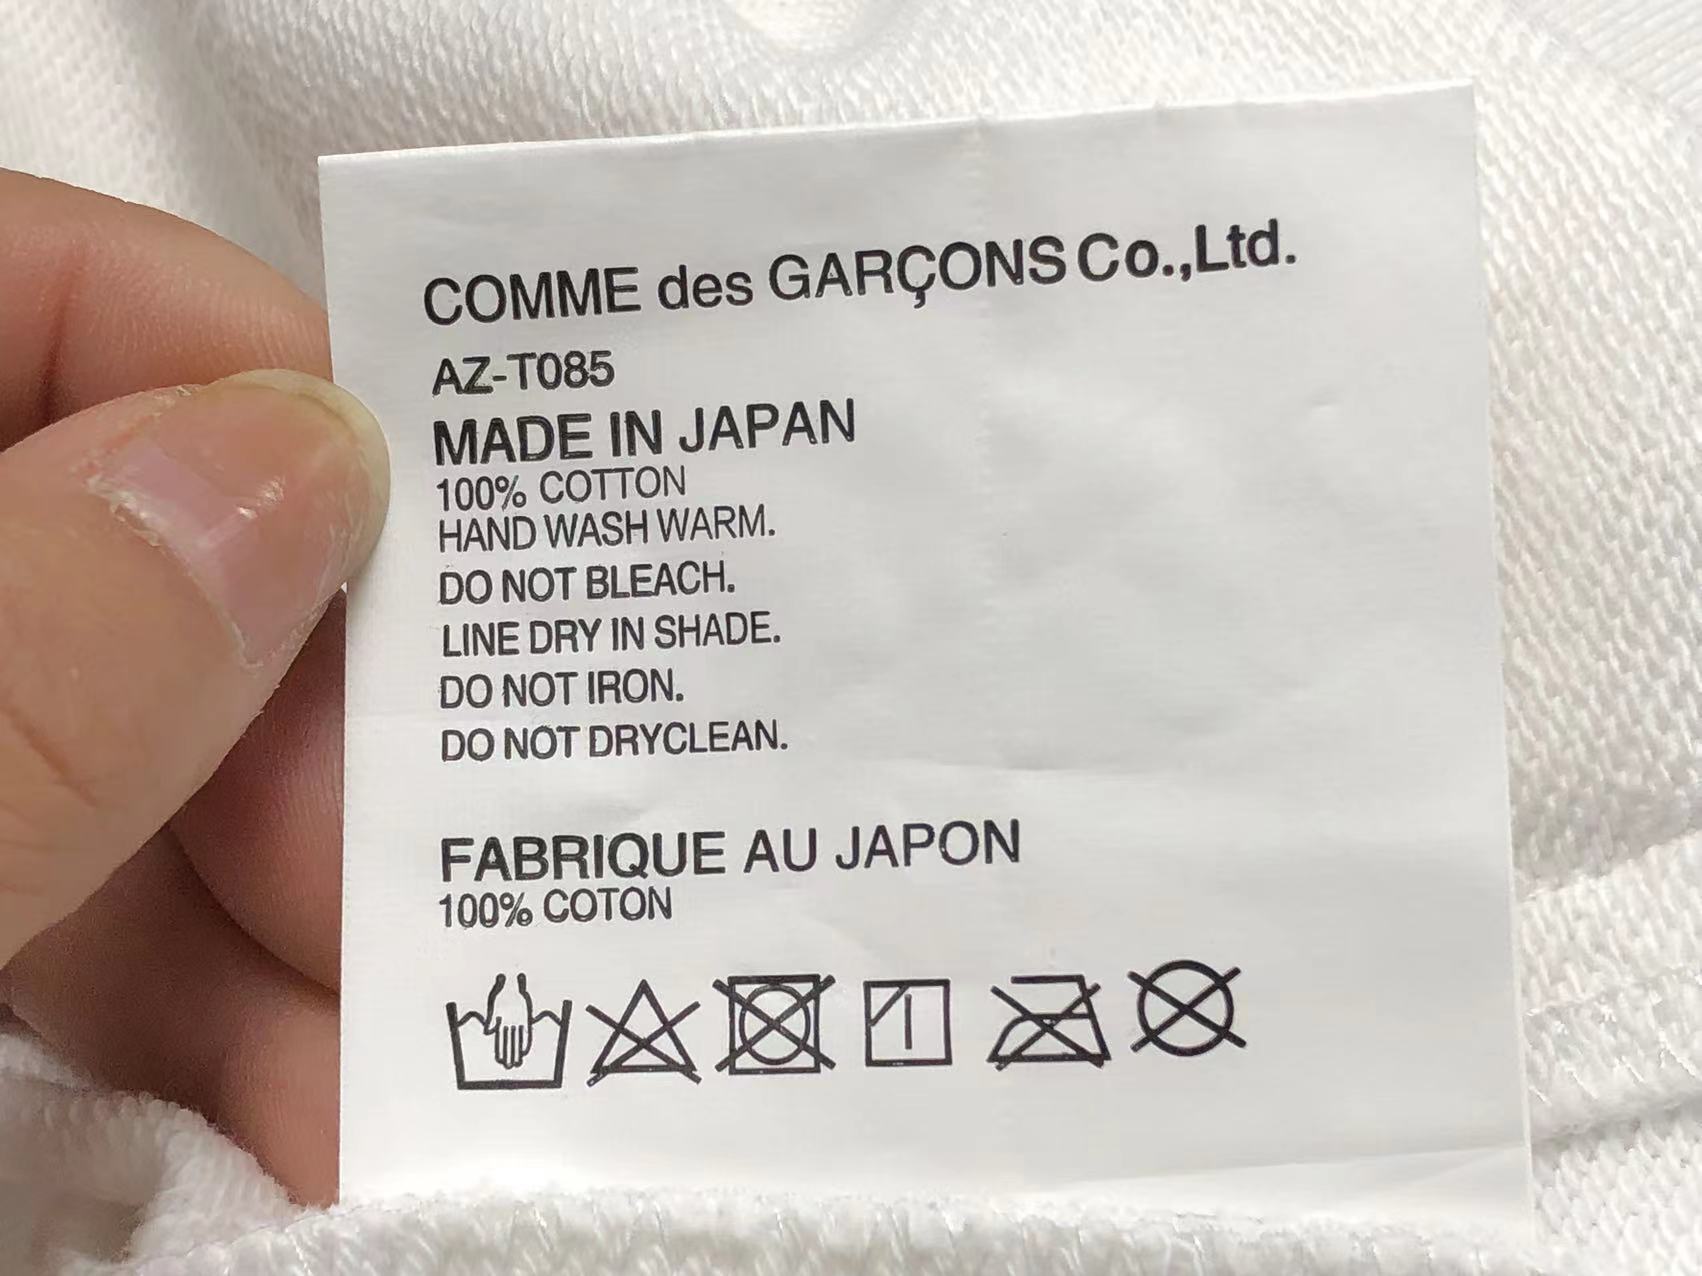 COMME des GARÇONS Co.,Ltd.
AZ-T085
MADE IN JAPAN
100% COTTON
HAND WASH WARM.
DO NOT BLEACH.
LINE DRY IN SHADE.
DO NOT IRON.
DO NOT DRYCLEAN.
FABRIQUE AU JAPON
100% COTON